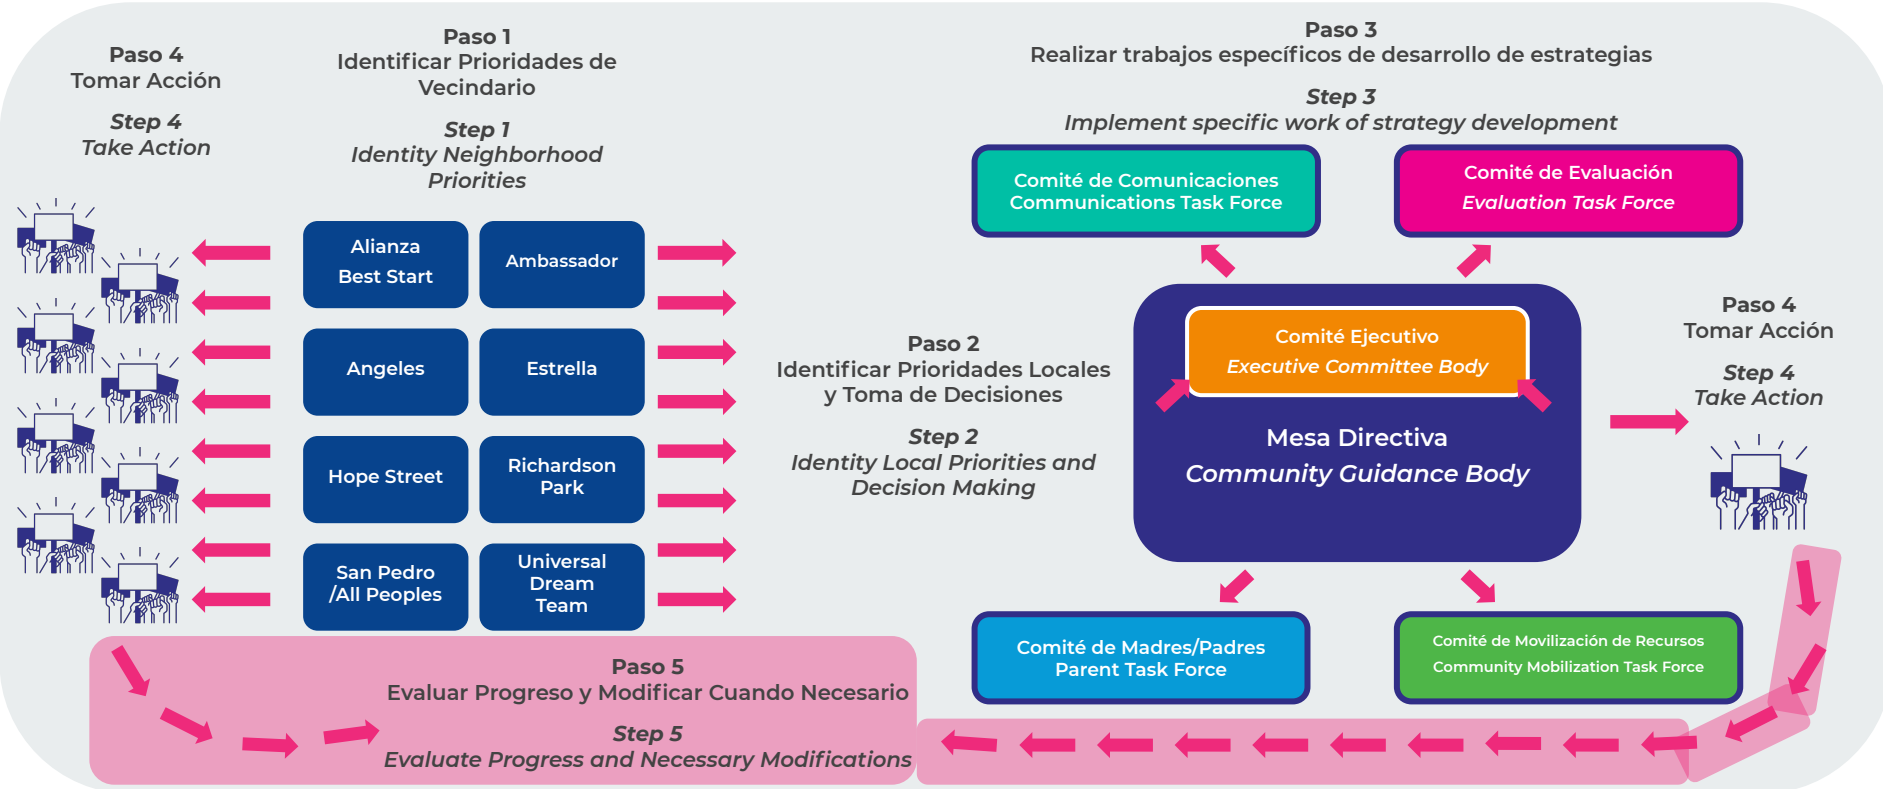 Paso 4
Tomar Acción
Step 4
Take Action
Paso 1
Identificar Prioridades de
Vecindario
Step 1
Identity Neighborhood
Priorities
Alianza
Best Start
Ambassador
Angeles
Estrella
Hope Street
Richardson
Park
San Pedro
/All Peoples
Universal
Dream
Team
Paso 2
Identificar Prioridades Locales
y Toma de Decisiones
Step 2
Identity Local Priorities and
Decision Making
Paso 3
Realizar trabajos específicos de desarrollo de estrategias
Step 3
Implement specific work of strategy development
Comité de Comunicaciones
Communications Task Force
Comité de Evaluación
Evaluation Task Force
Comité Ejecutivo
Executive Committee Body
Mesa Directiva
Community Guidance Body
Comité de Madres/Padres
Parent Task Force
Comité de Movilización de Recursos
Community Mobilization Task Force
Paso 4
Tomar Acción
Step 4
Take Action
Paso 5
Evaluar Progreso y Modificar Cuando Necesario
Step 5
Evaluate Progress and Necessary Modifications